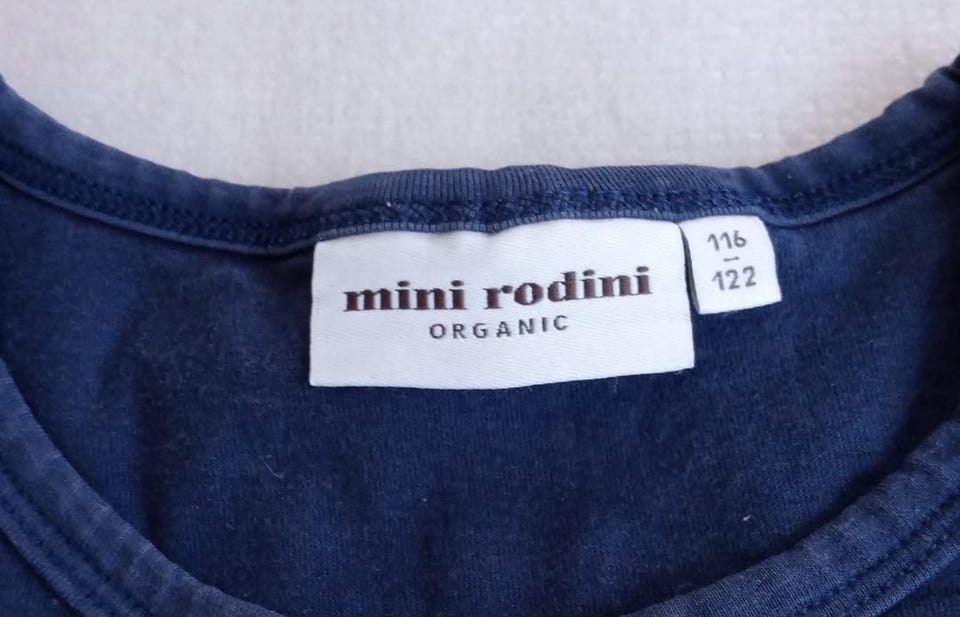 mini rodini
ORGANIC
116
–
122